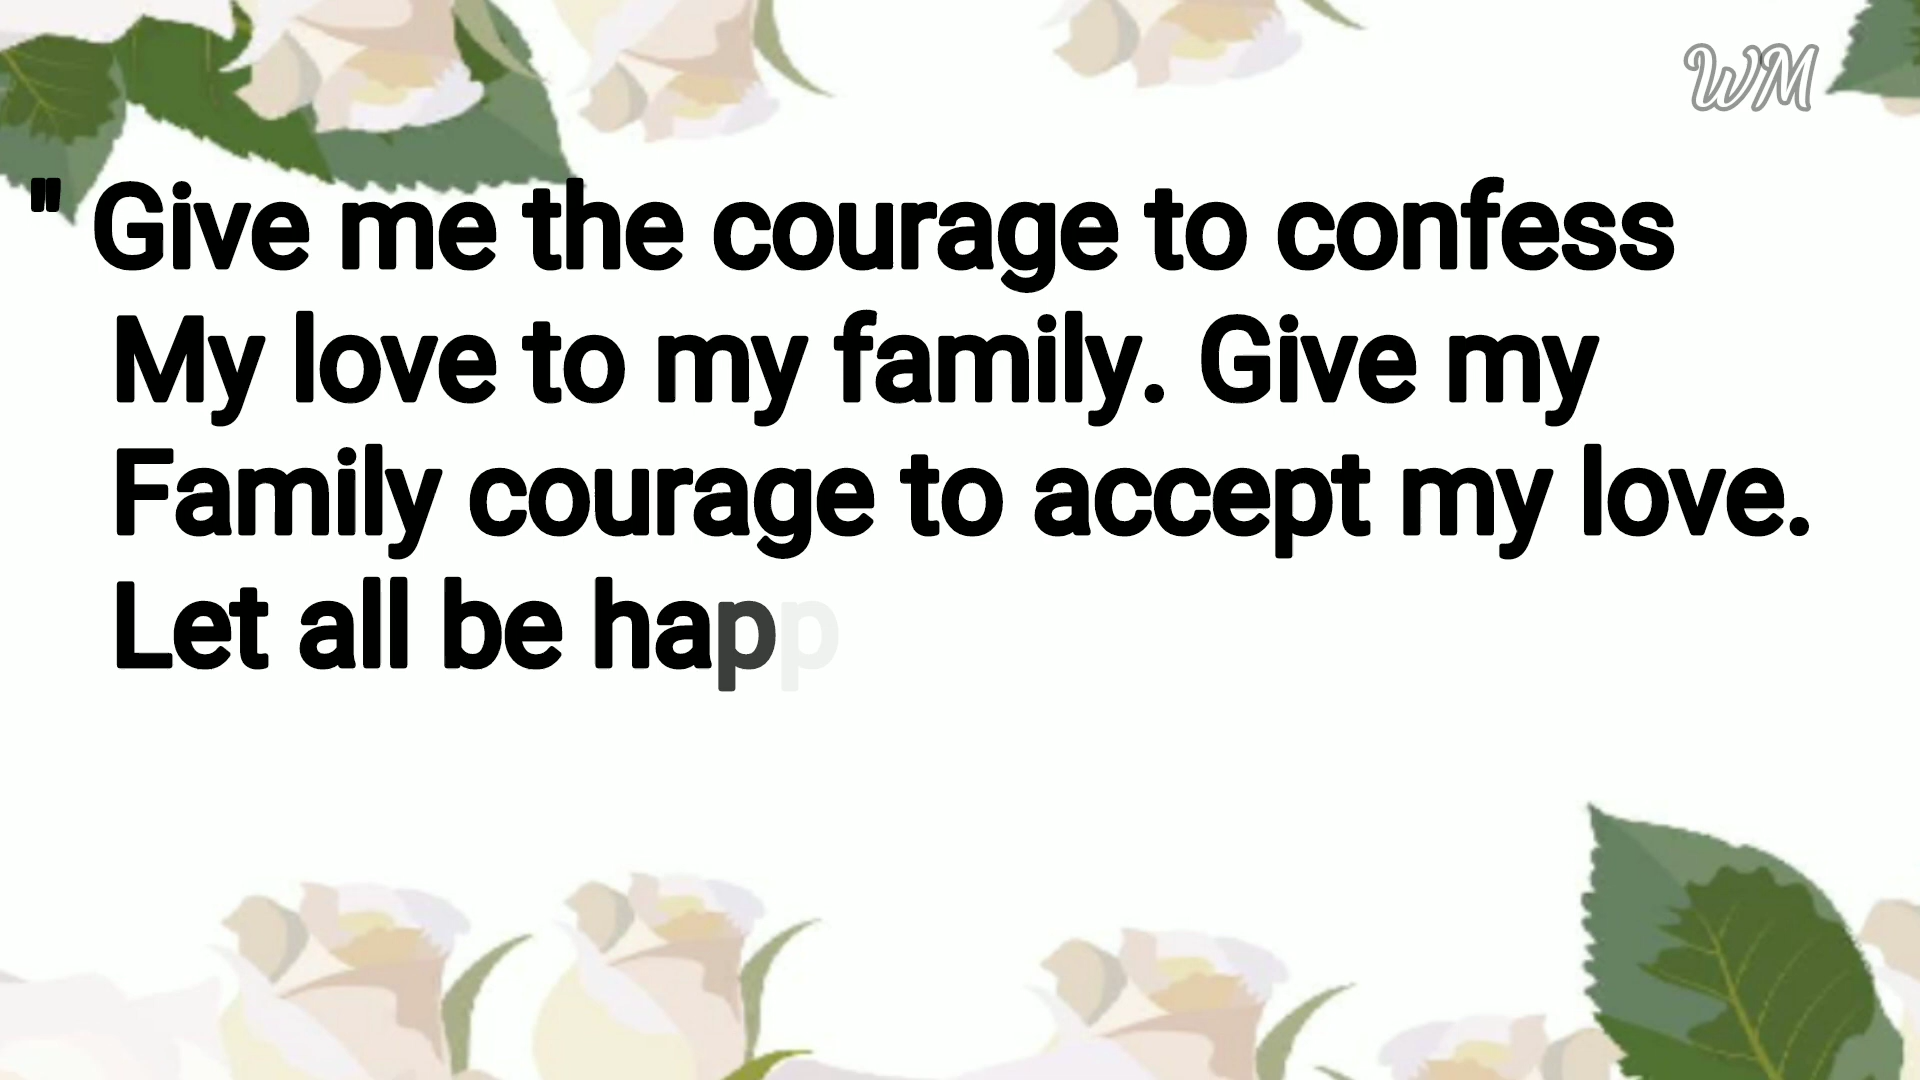 WM
" Give me the courage to confess
My love to my family. Give my
Family courage to accept my love.
Let all be happ